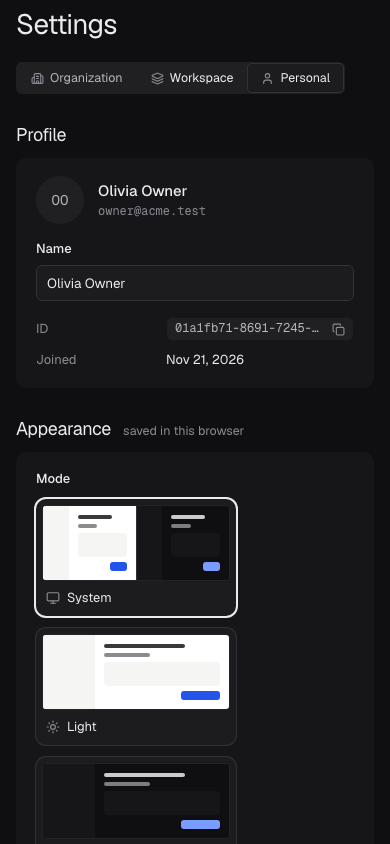 Settings
Organization Workspace Personal
Profile
OO
Olivia Owner
owner@acme.test
Name
Olivia Owner
ID 01a1fb71-8691-7245-…
Joined Nov 21, 2026
Appearance saved in this browser
Mode
System
Light